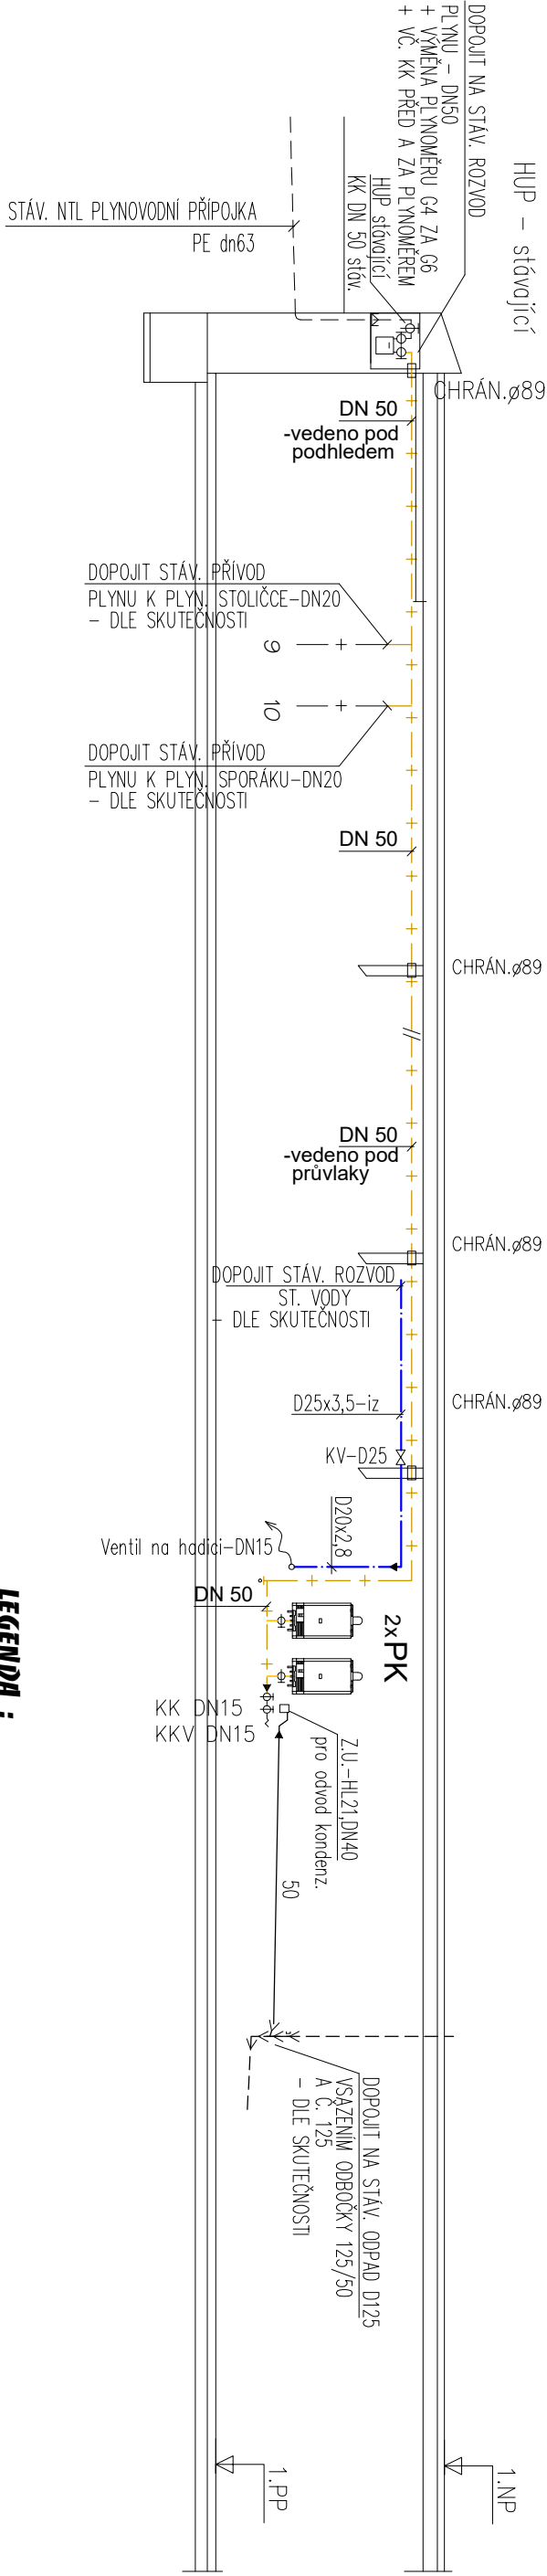 DOPOJIT NA STÁV. ROZVOD
PLYNU - DN50
+ VÝMĚNA PLYNOMĚRU G4 ZA G6
+ VČ. KK PŘED A ZA PLYNOMĚREM
HUP - stávající
HUP stávající
KK DN 50 stáv.
STÁV. NTL PLYNOVODNÍ PŘÍPOJKA
PE dn63
CHRÁN.ø89
DN 50
-vedeno pod
podhledem
DOPOJIT STÁV. PŘÍVOD
PLYNU K PLYN. STOLIČCE-DN20
- DLE SKUTEČNOSTI
9
10
DOPOJIT STÁV. PŘÍVOD
PLYNU K PLYN. SPORÁKU-DN20
- DLE SKUTEČNOSTI
DN 50
CHRÁN.ø89
DN 50
-vedeno pod
průvlaky
CHRÁN.ø89
DOPOJIT STÁV. ROZVOD
ST. VODY
- DLE SKUTEČNOSTI
D25x3,5-iz
CHRÁN.ø89
KV-D25
D20x2,8
Ventil na hadici-DN15
DN 50
2xPK
KK DN15
KKV DN15
Z.U.-HL21,DN40
pro odvod kondenz.
50
DOPOJIT NA STÁV. ODPAD D125
VSAZENÍM ODBOČKY 125/50
A Č. 125
- DLE SKUTEČNOSTI
1.PP
1.NP
LEGENDA :